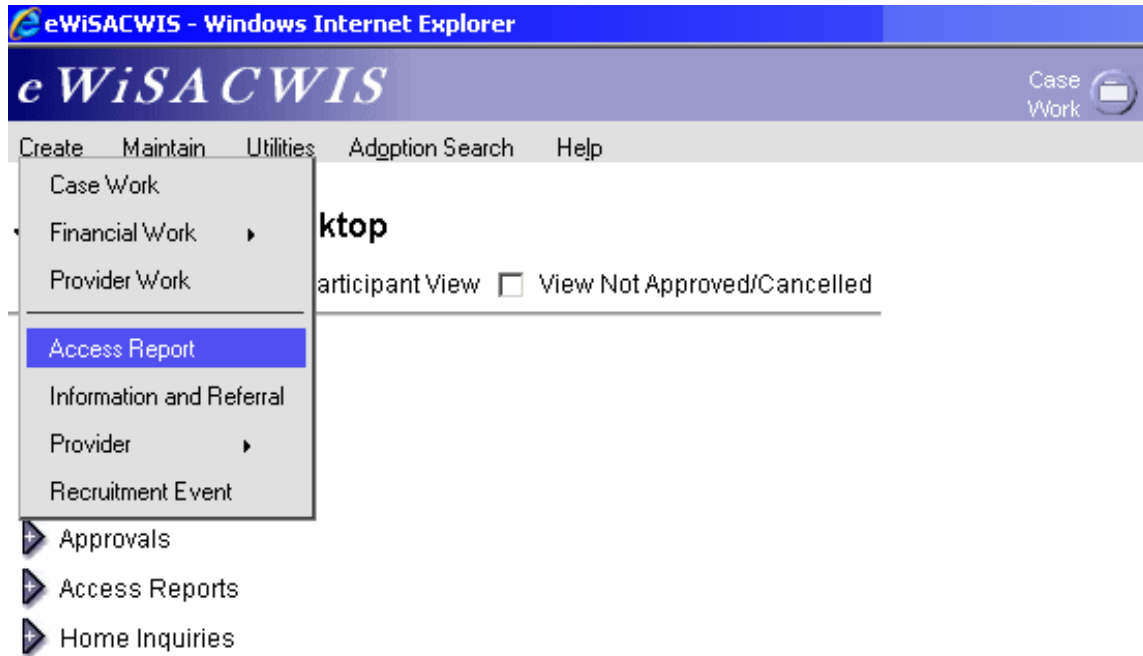 eWiSACWIS - Windows Internet Explorer
e WiSACWIS
Case
Work
Create Maintain Utilities Adoption Search Help
Case Work
Financial Work
ktop
Provider Work
articipant View View Not Approved/Cancelled
Access Report
Information and Referral
Provider
Recruitment Event
Approvals
Access Reports
Home Inquiries